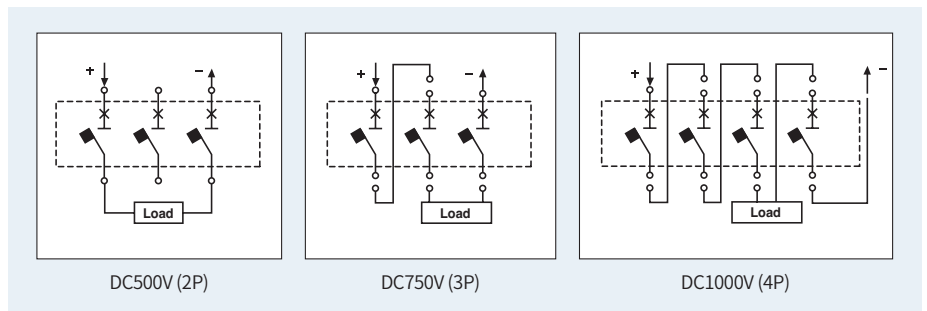 + −
Load
DC500V (2P)
+ −
Load
DC750V (3P)
+ −
Load
DC1000V (4P)